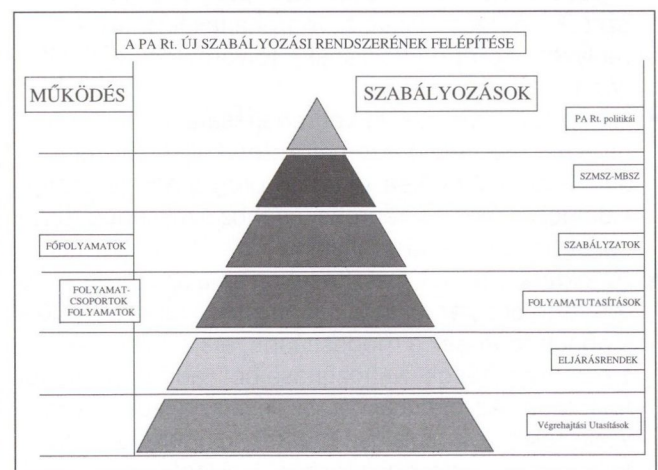 A PA Rt. ÚJ SZABÁLYOZÁSI RENDSZERÉNEK FELÉPÍTÉSE
MŰKÖDÉS
SZABÁLYOZÁSOK
PA Rt. politikái
SZMSZ-MBSZ
FŐFOLYAMATOK
SZABÁLYZATOK
FOLYAMAT-
CSOPORTOK
FOLYAMATOK
FOLYAMATUTASÍTÁSOK
ELJÁRÁSRENDEK
Végrehajtási Utasítások